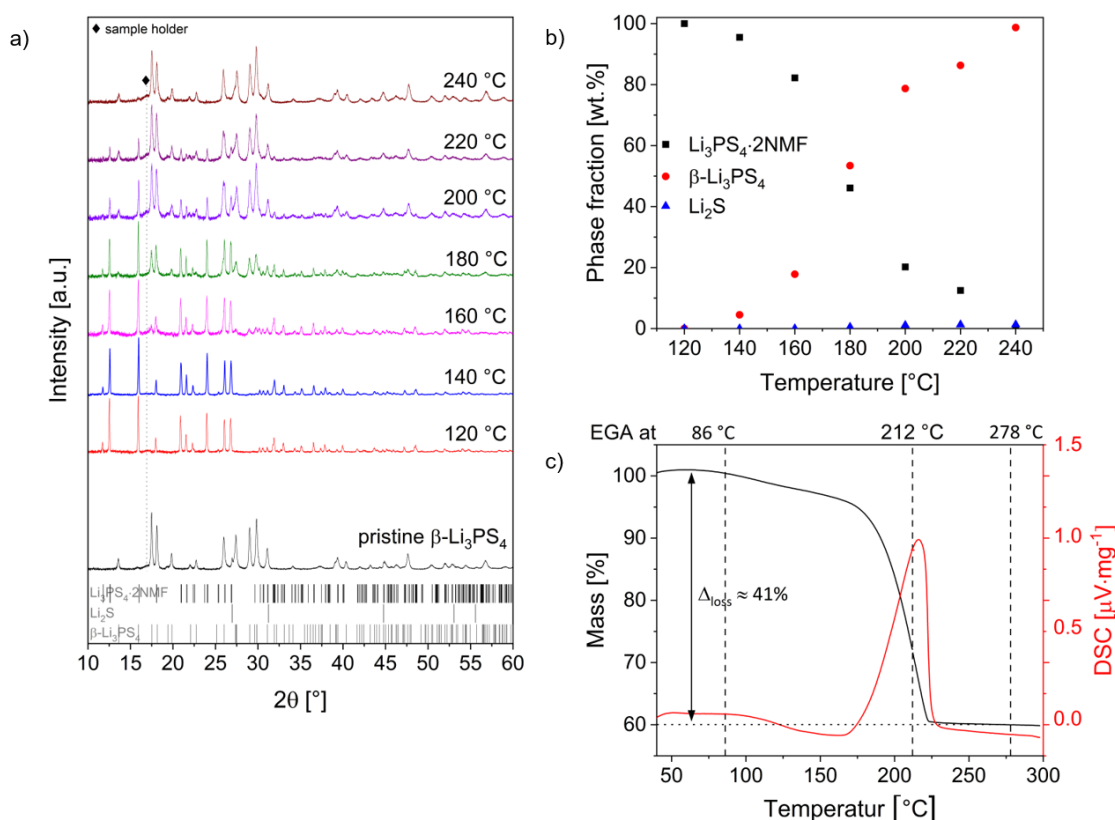 a)
◆ sample holder
240 °C
220 °C
200 °C
180 °C
160 °C
140 °C
120 °C
pristine β-Li₃PS₄
Li₃PS₄·2NMF
Li₂S
β-Li₃PS₄
Intensity [a.u.]
10 15 20 25 30 35 40 45 50 55 60
2θ [°]
b)
100
80
60
40
20
0
Phase fraction [wt.%]
Li₃PS₄·2NMF
β-Li₃PS₄
Li₂S
120 140 160 180 200 220 240
Temperature [°C]
c)
EGA at 86 °C 212 °C 278 °C
100
90
80
70
60
Mass [%]
Δloss ≈ 41%
1.5
1.0
0.5
0.0
DSC [μV·mg⁻¹]
50 100 150 200 250 300
Temperatur [°C]